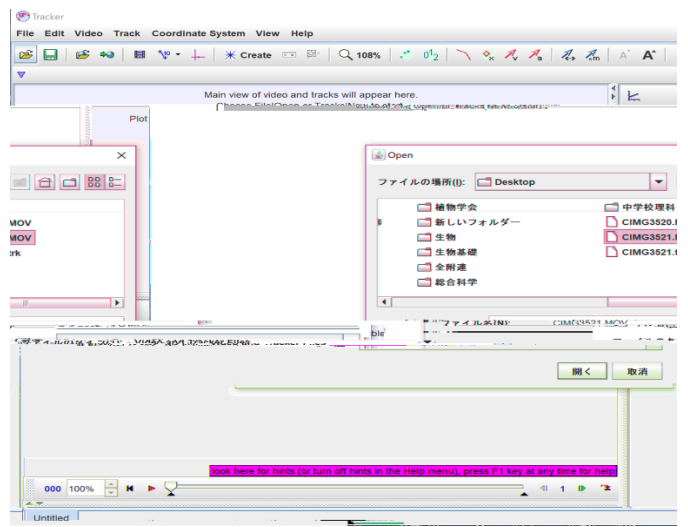 Tracker
File Edit Video Track Coordinate System View Help
Create 108%
Main view of video and tracks will appear here.
Plot
Open
ファイルの場所(I): Desktop
植物学会 中学校理科
.MOV 新しいフォルダー CIMG3520.
MOV 生物 CIMG3521.
trk 生物基礎 CIMG3521.
全附連
総合科学
ファイル名(N): CIMG3521.MOV
開く 取消
look here for hints (or turn off hints in the Help menu), press F1 key at any time for help
000 100% 1
Untitled